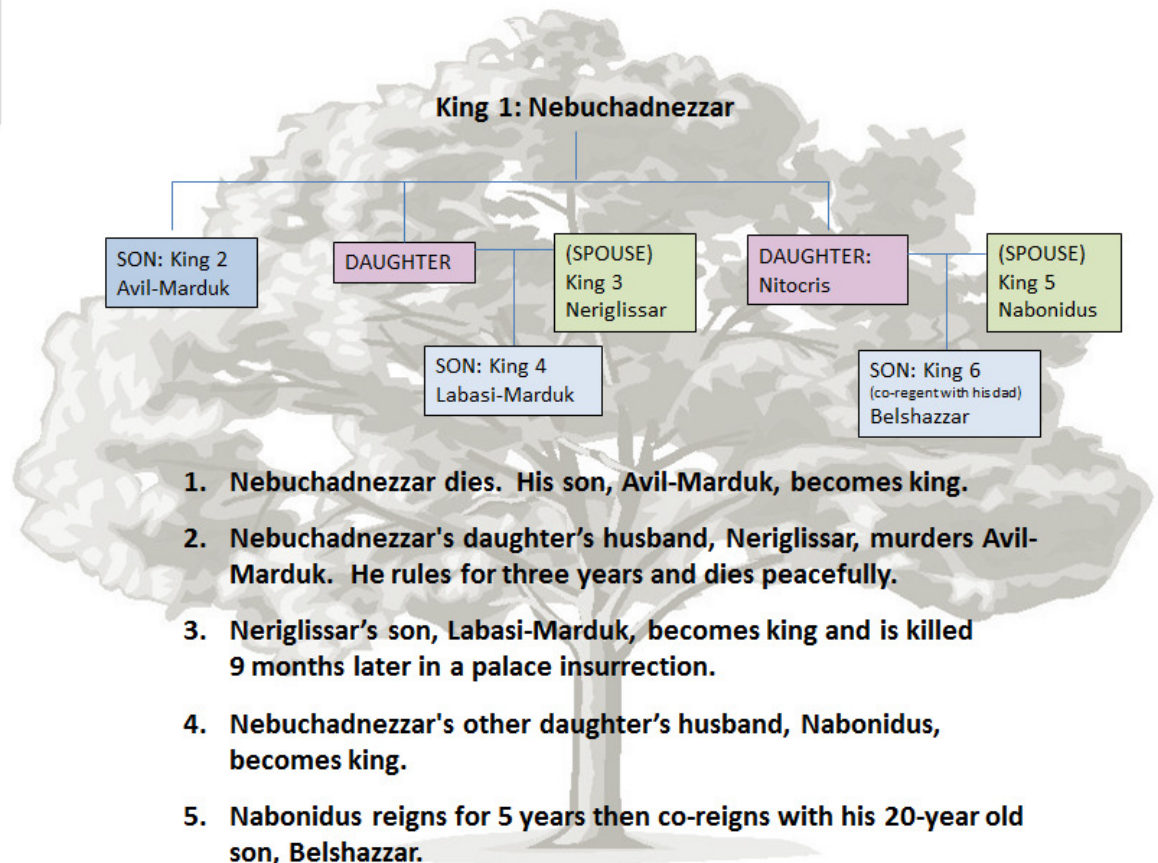 King 1: Nebuchadnezzar
SON: King 2
Avil-Marduk
DAUGHTER
(SPOUSE)
King 3
Neriglissar
DAUGHTER:
Nitocris
(SPOUSE)
King 5
Nabonidus
SON: King 4
Labasi-Marduk
SON: King 6
(co-regent with his dad)
Belshazzar
1. Nebuchadnezzar dies. His son, Avil-Marduk, becomes king.
2. Nebuchadnezzar's daughter’s husband, Neriglissar, murders Avil-
Marduk. He rules for three years and dies peacefully.
3. Neriglissar’s son, Labasi-Marduk, becomes king and is killed
9 months later in a palace insurrection.
4. Nebuchadnezzar's other daughter’s husband, Nabonidus,
becomes king.
5. Nabonidus reigns for 5 years then co-reigns with his 20-year old
son, Belshazzar.